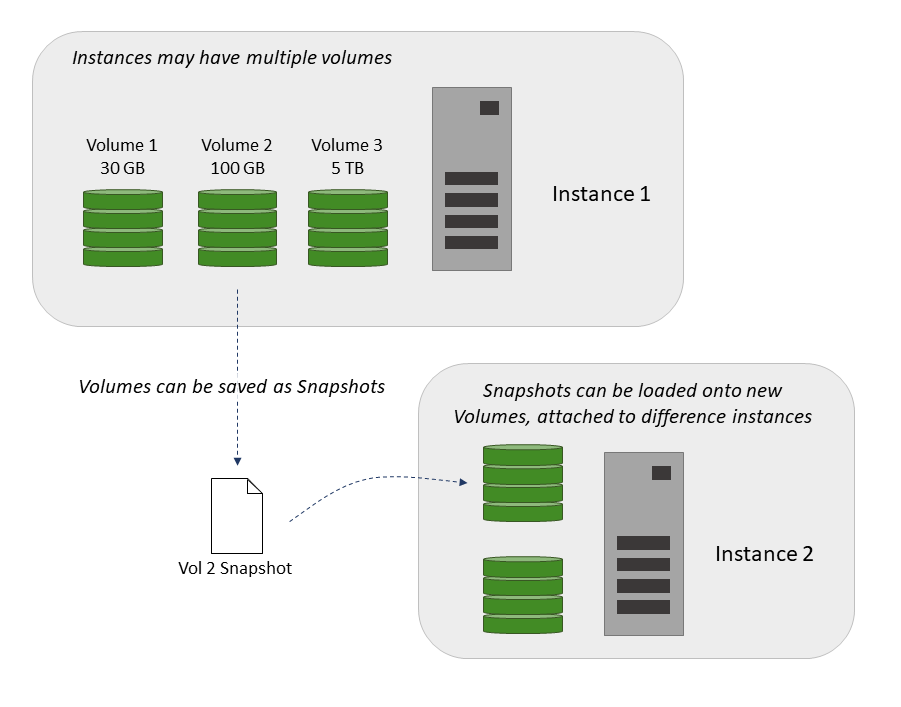 Instances may have multiple volumes
Volume 1
30 GB
Volume 2
100 GB
Volume 3
5 TB
Instance 1
Volumes can be saved as Snapshots
Snapshots can be loaded onto new
Volumes, attached to difference instances
Vol 2 Snapshot
Instance 2